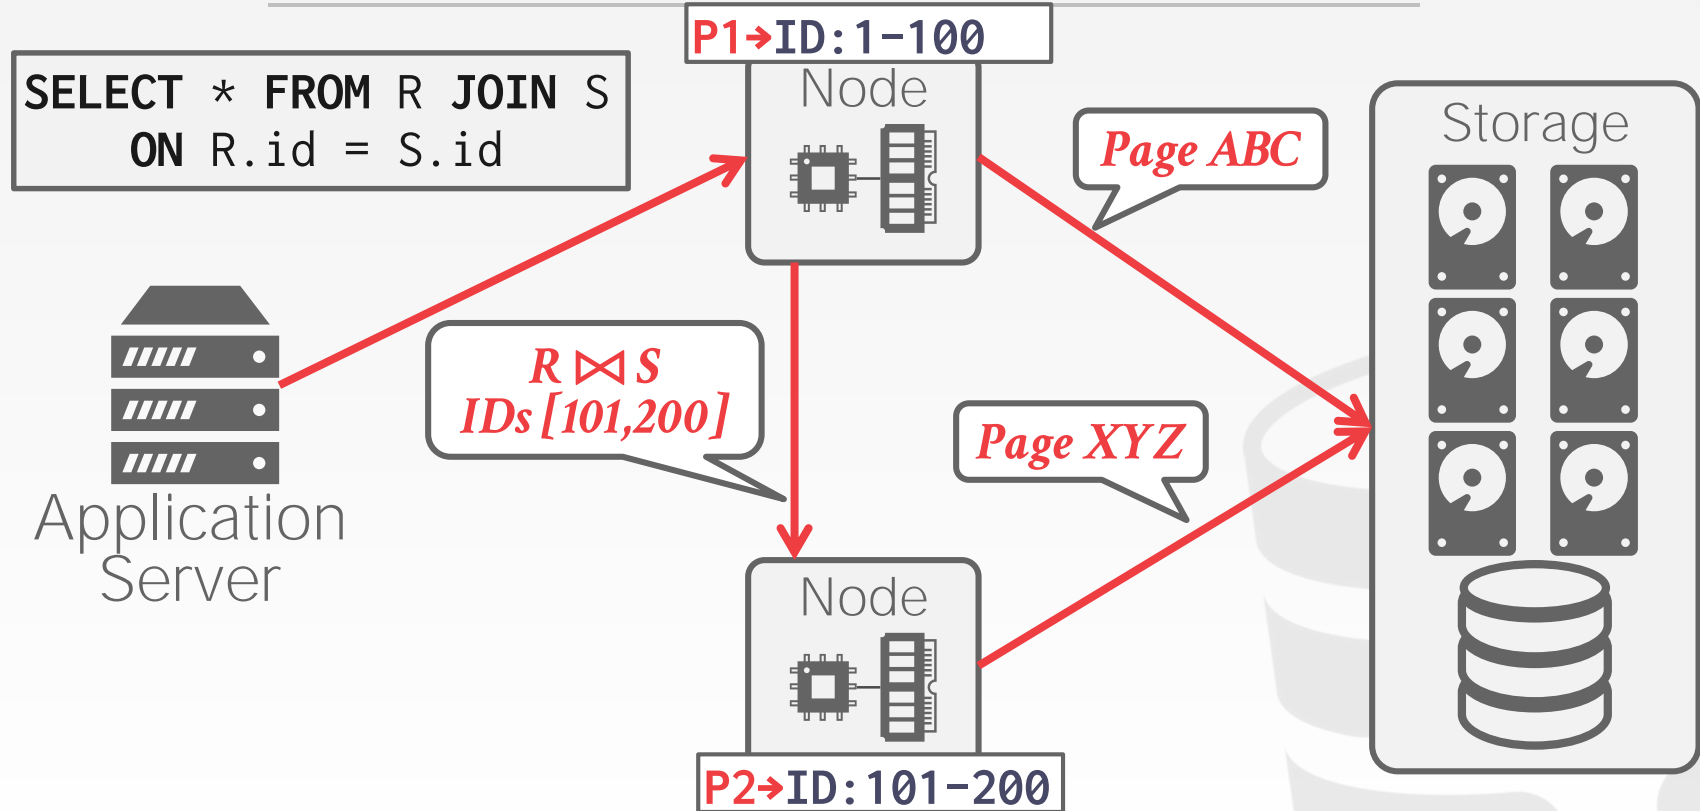 P1→ID:1-100
SELECT * FROM R JOIN S
ON R.id = S.id
Node
Page ABC
Storage
R ⋈ S
IDs [101,200]
Page XYZ
Application
Server
Node
P2→ID:101-200